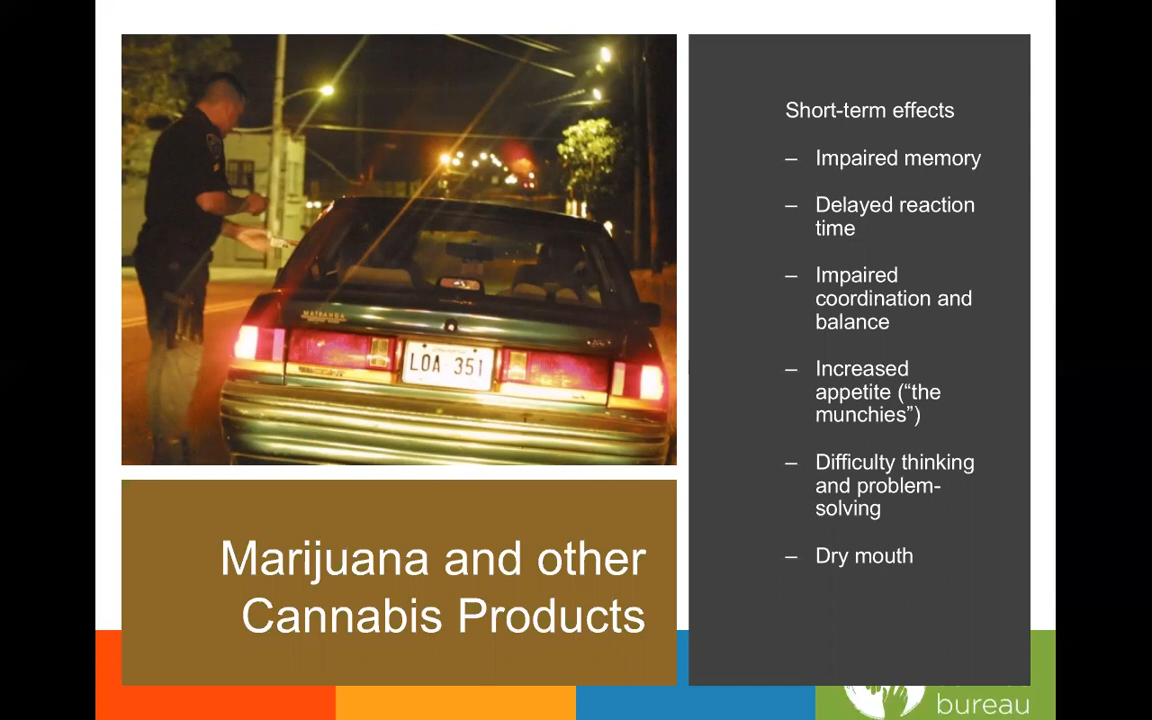 Short-term effects
– Impaired memory
– Delayed reaction
time
– Impaired
coordination and
balance
– Increased
appetite (“the
munchies”)
– Difficulty thinking
and problem-
solving
– Dry mouth
LOA 351
Marijuana and other
Cannabis Products
bureau